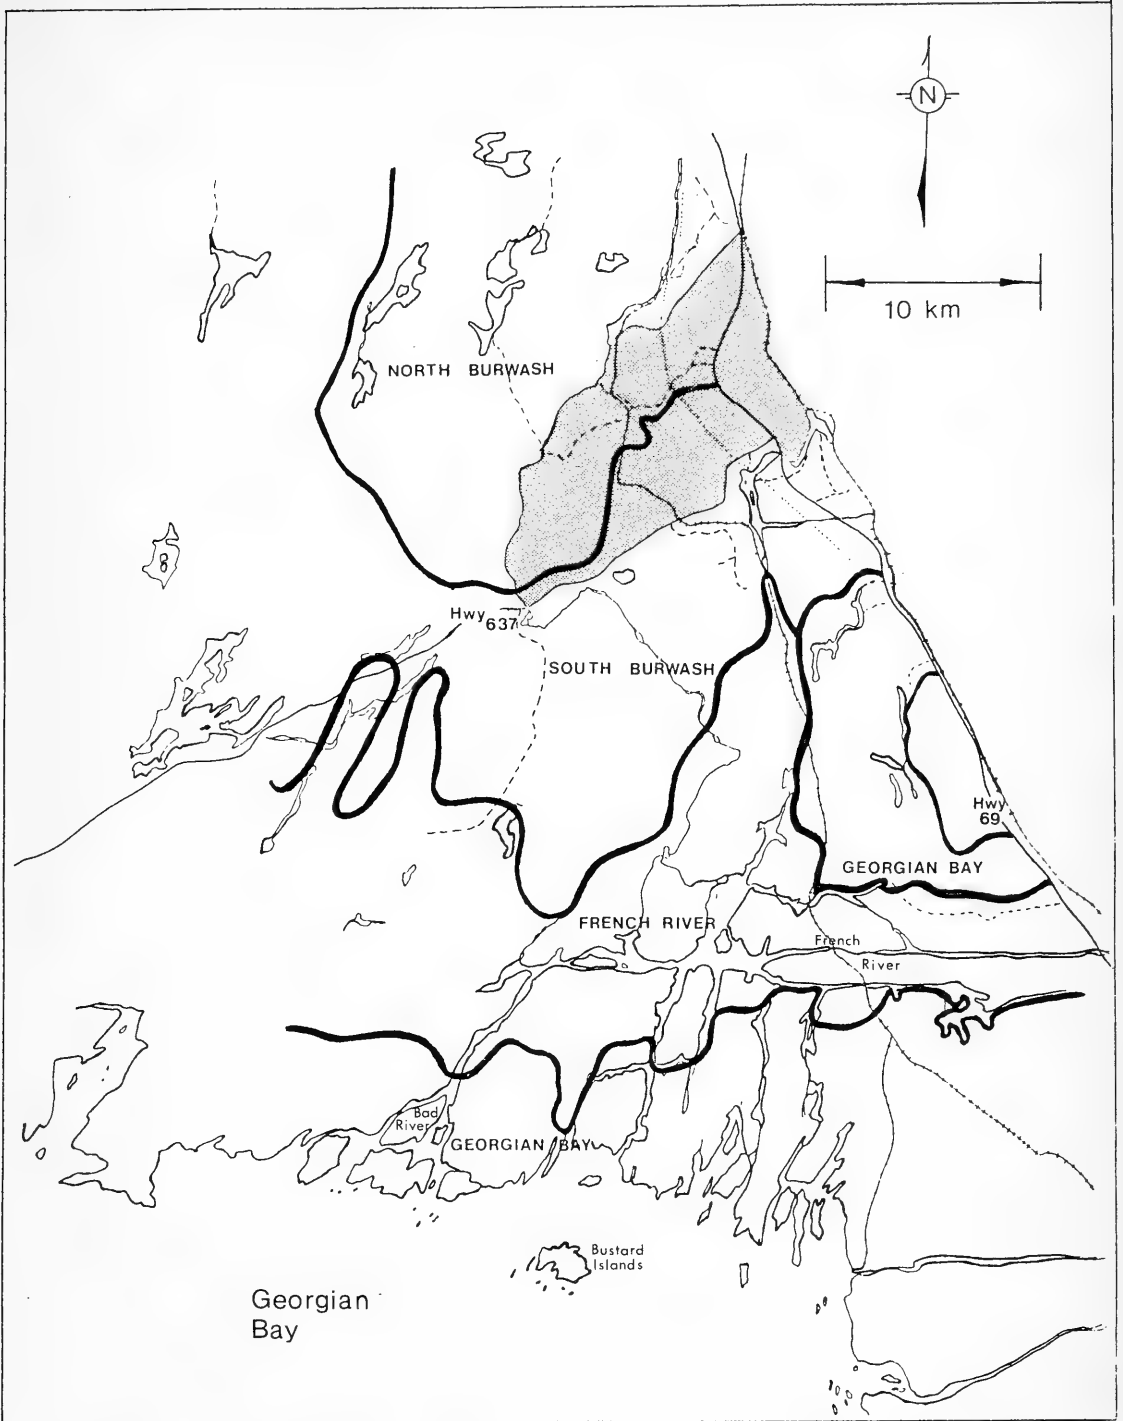 N
10 km
NORTH BURWASH
Hwy
637
SOUTH BURWASH
Hwy
69
GEORGIAN BAY
FRENCH RIVER
French
River
Bad
River
GEORGIAN BAY
Bustard
Islands
Georgian
Bay